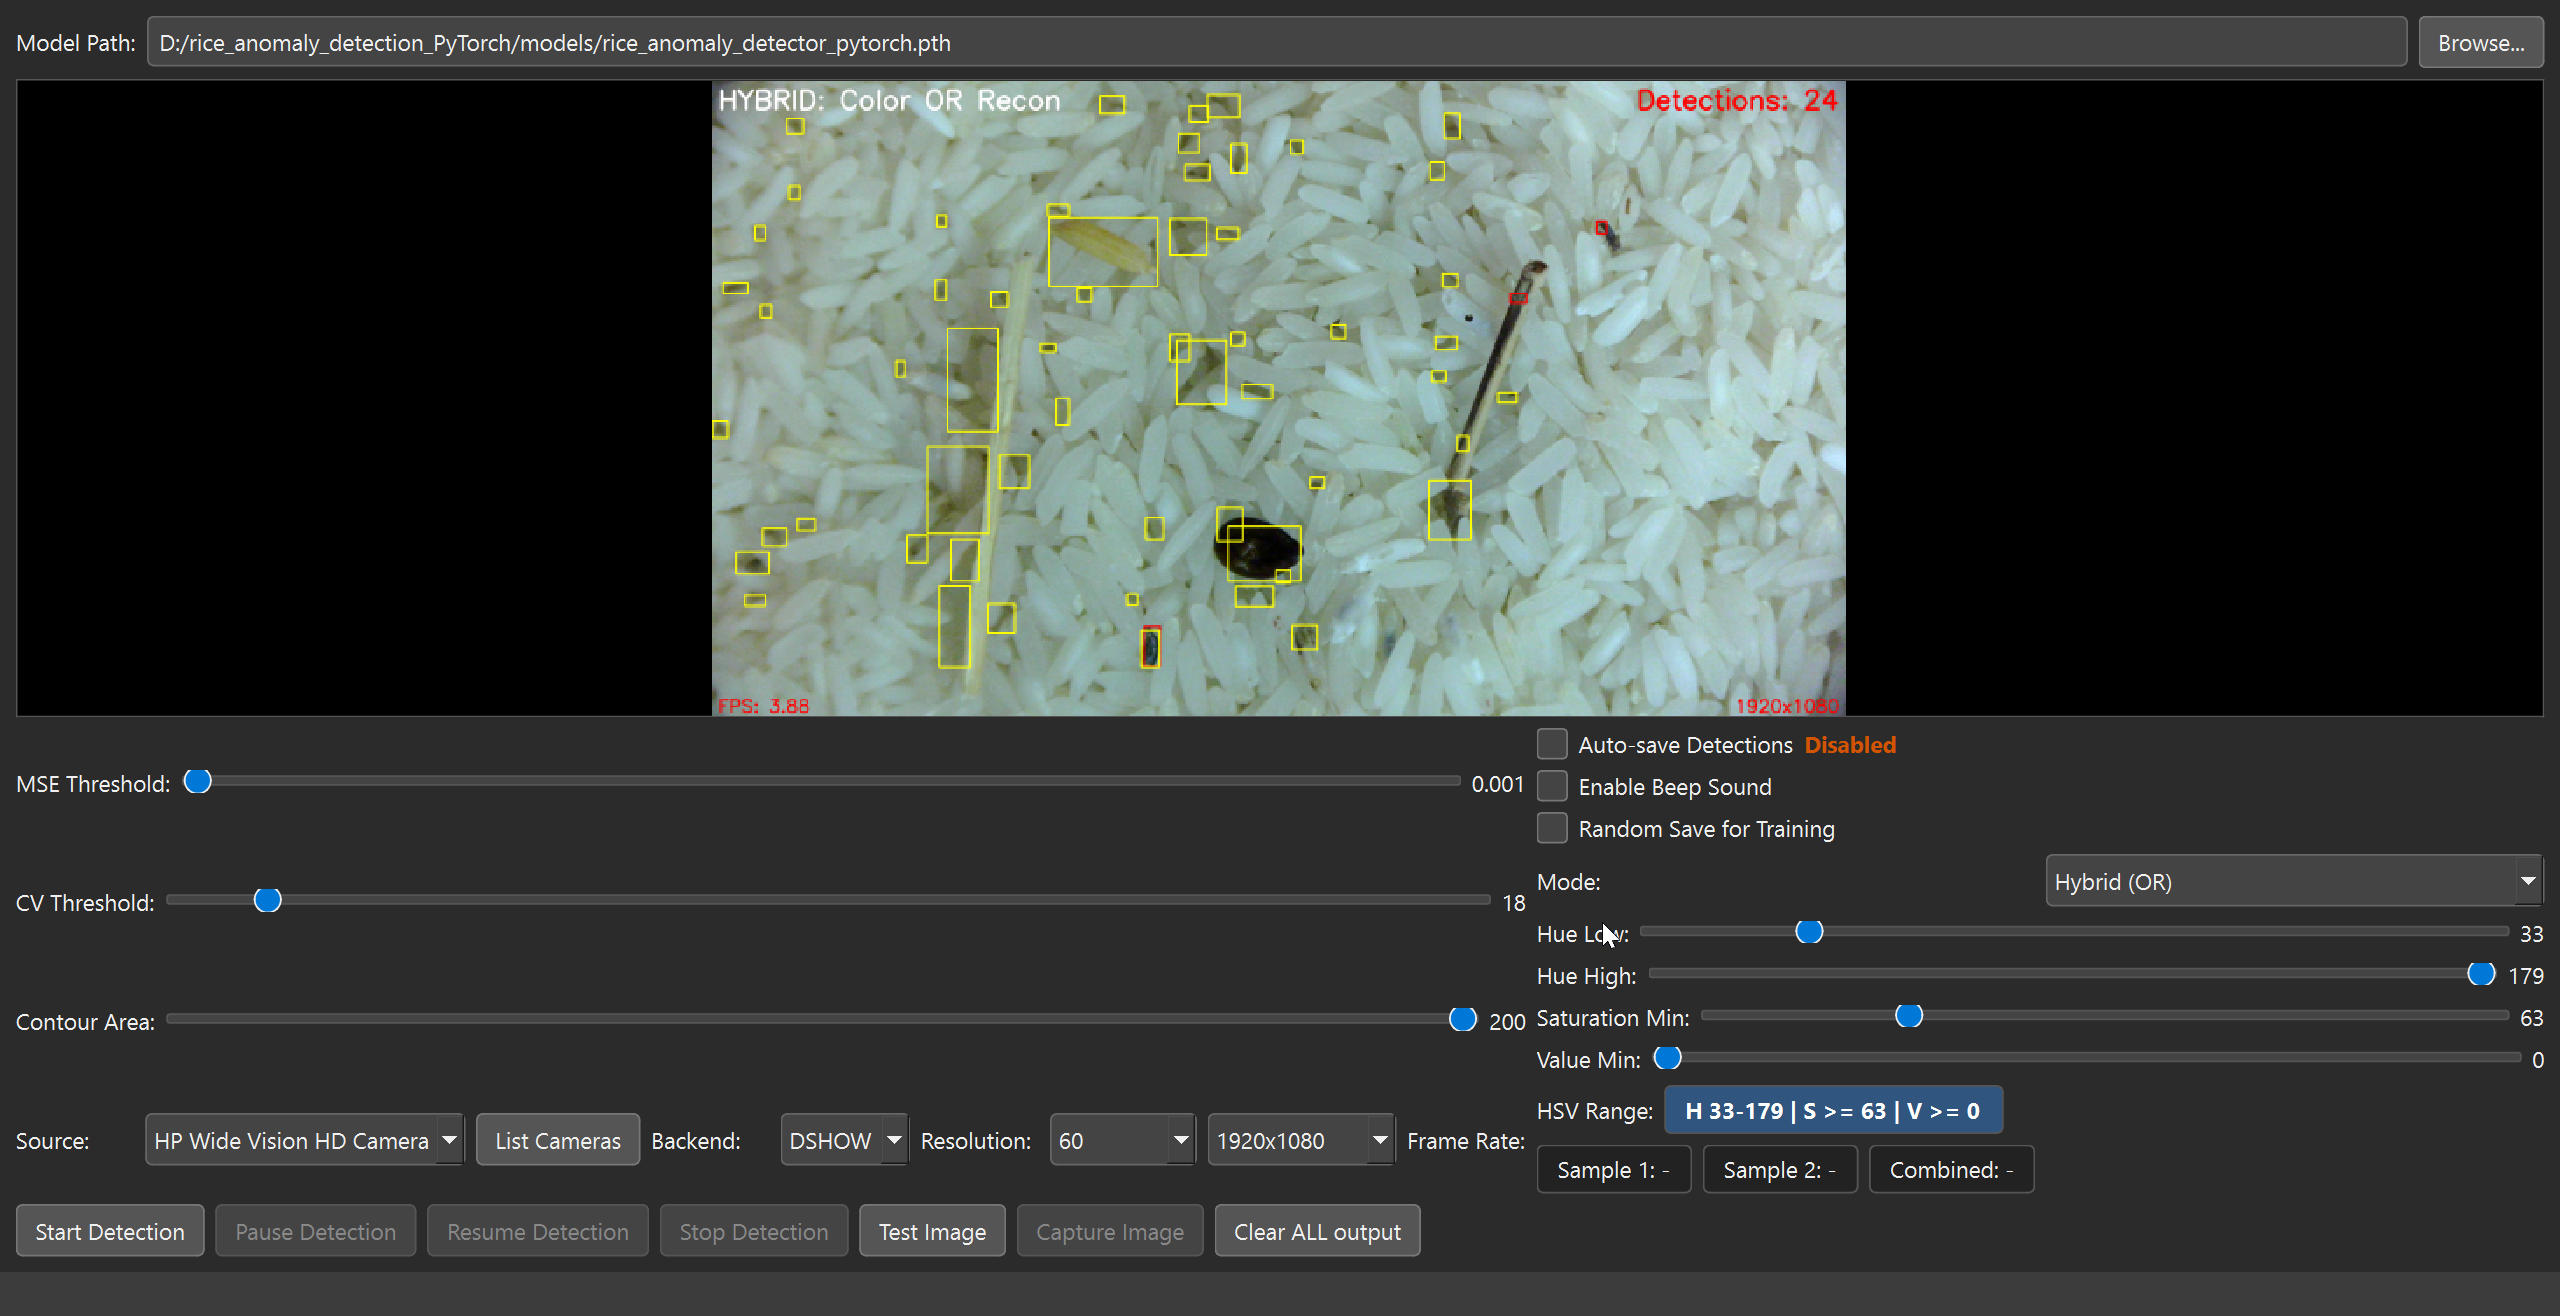 Model Path: D:/rice_anomaly_detection_PyTorch/models/rice_anomaly_detector_pytorch.pth Browse...
HYBRID: Color OR Recon Detections: 24
FPS: 3.88 1920x1080
Auto-save Detections Disabled
MSE Threshold: 0.001
Enable Beep Sound
Random Save for Training
Mode: Hybrid (OR)
CV Threshold: 18
Hue Low: 33
Hue High: 179
Contour Area: 200
Saturation Min: 63
Value Min: 0
HSV Range: H 33-179 | S >= 63 | V >= 0
Source: HP Wide Vision HD Camera List Cameras Backend: DSHOW Resolution: 60 1920x1080 Frame Rate:
Sample 1: - Sample 2: - Combined: -
Start Detection Pause Detection Resume Detection Stop Detection Test Image Capture Image Clear ALL output